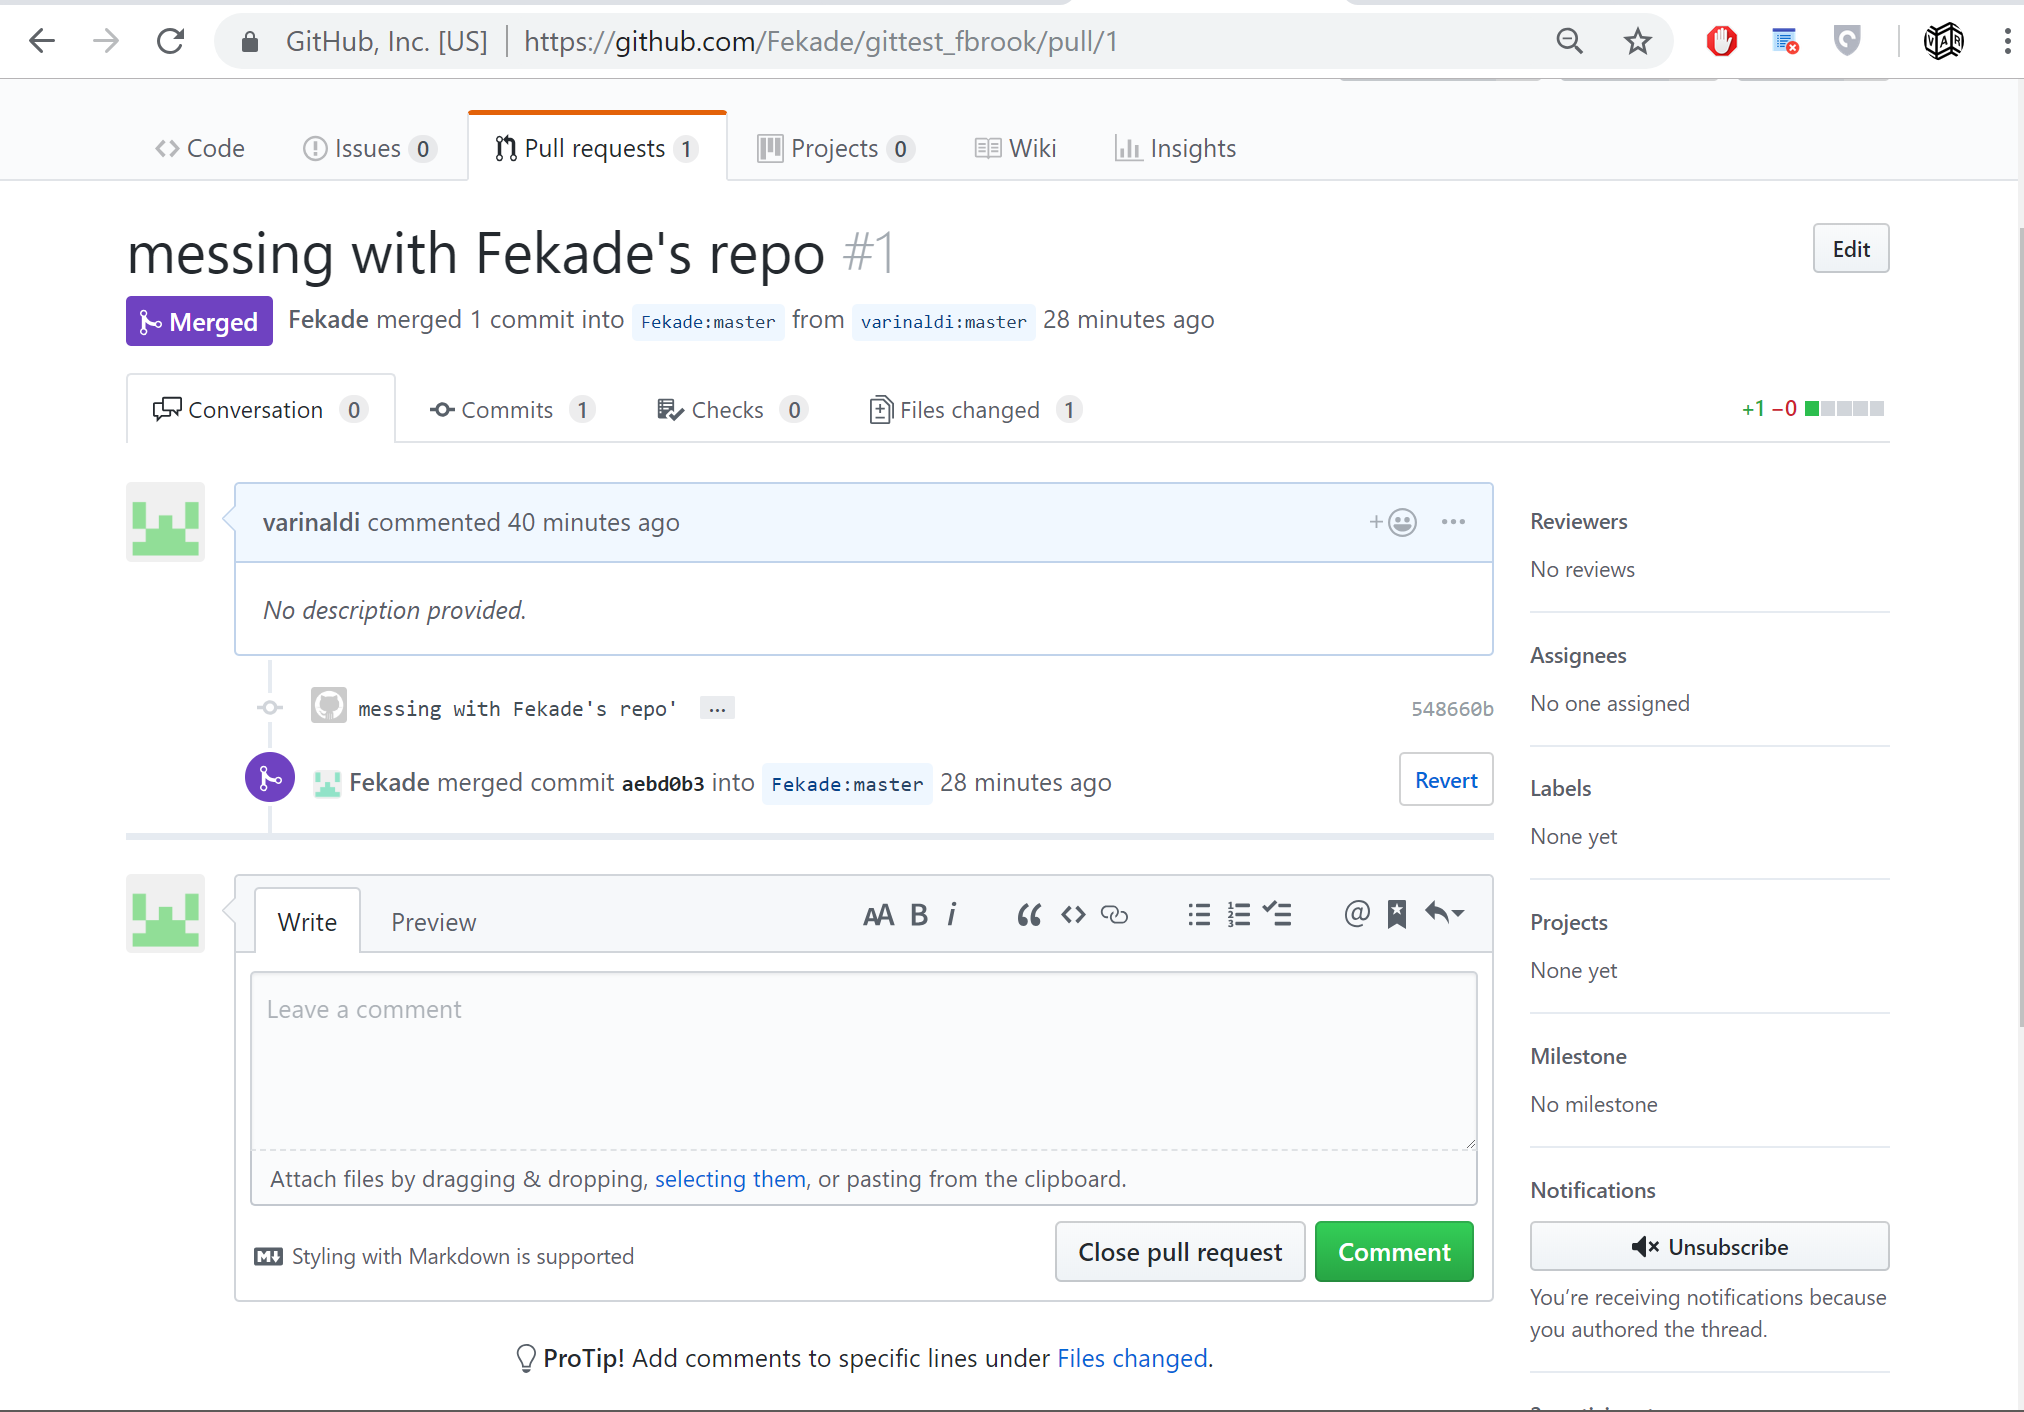 GitHub, Inc. [US] https://github.com/Fekade/gittest_fbrook/pull/1
VAR
Code Issues 0 Pull requests 1 Projects 0 Wiki Insights
messing with Fekade's repo #1
Edit
Merged Fekade merged 1 commit into Fekade:master from varinaldi:master 28 minutes ago
Conversation 0 Commits 1 Checks 0 Files changed 1 +1 −0
varinaldi commented 40 minutes ago
No description provided.
messing with Fekade's repo' … 548660b
Fekade merged commit aebd0b3 into Fekade:master 28 minutes ago Revert
Write Preview AA B i
Leave a comment
Attach files by dragging & dropping, selecting them, or pasting from the clipboard.
Styling with Markdown is supported
Close pull request Comment
ProTip! Add comments to specific lines under Files changed.
Reviewers
No reviews
Assignees
No one assigned
Labels
None yet
Projects
None yet
Milestone
No milestone
Notifications
Unsubscribe
You’re receiving notifications because
you authored the thread.